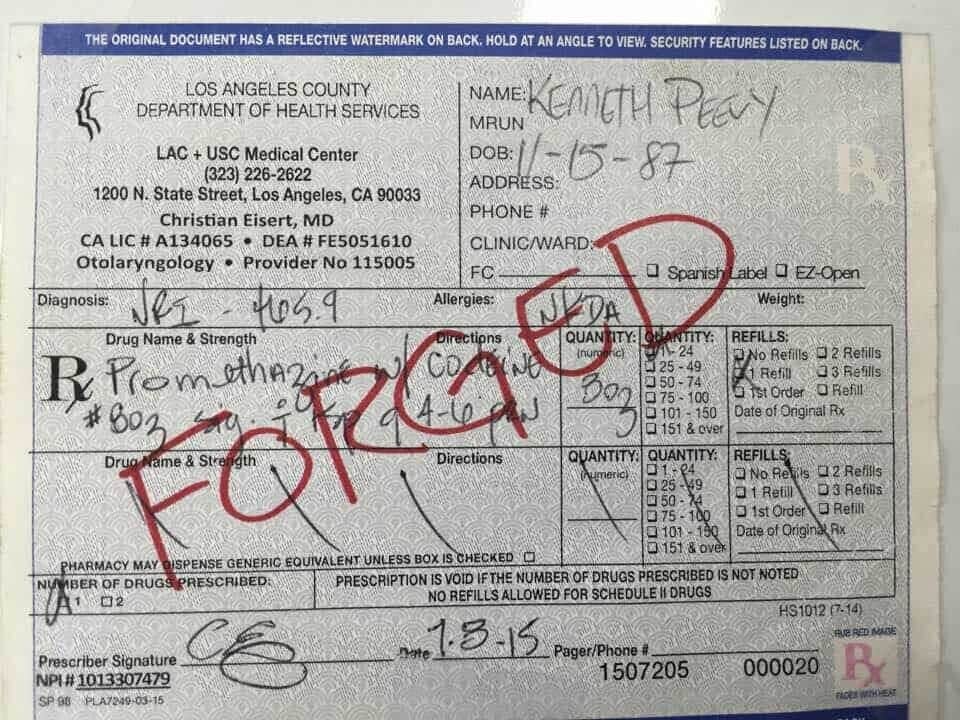 THE ORIGINAL DOCUMENT HAS A REFLECTIVE WATERMARK ON BACK. HOLD AT AN ANGLE TO VIEW. SECURITY FEATURES LISTED ON BACK.
LOS ANGELES COUNTY
DEPARTMENT OF HEALTH SERVICES
LAC + USC Medical Center
(323) 226-2622
1200 N. State Street, Los Angeles, CA 90033
Christian Eisert, MD
CA LIC # A134065 • DEA # FE5051610
Otolaryngology • Provider No 115005
NAME: KENNETH PEEVY
MRUN
DOB: 11-15-87
ADDRESS:
PHONE #
CLINIC/WARD:
FC Spanish Label EZ-Open
Rx
FORGED
Diagnosis: URI - 465.9 Allergies: NKDA Weight:
Drug Name & Strength Directions QUANTITY: (numeric) QUANTITY: REFILLS:
Rx Promethazine w/ Codeine
#8oz Sig. T tsp q 4-6 prn
8oz
1 - 24
25 - 49
50 - 74
75 - 100
101 - 150
151 & over
No Refills 2 Refills
1 Refill 3 Refills
1st Order Refill
Date of Original Rx
Drug Name & Strength Directions QUANTITY: (numeric) QUANTITY: REFILLS:
1 - 24
25 - 49
50 - 74
75 - 100
101 - 150
151 & over
No Refills 2 Refills
1 Refill 3 Refills
1st Order Refill
Date of Original Rx
PHARMACY MAY DISPENSE GENERIC EQUIVALENT UNLESS BOX IS CHECKED
NUMBER OF DRUGS PRESCRIBED:
1 2
PRESCRIPTION IS VOID IF THE NUMBER OF DRUGS PRESCRIBED IS NOT NOTED
NO REFILLS ALLOWED FOR SCHEDULE II DRUGS
HS1012 (7-14)
Prescriber Signature CE Date 7.3-15 Pager/Phone #
NPI # 1013307479
1507205 000020
SP 98 PLA7249-03-15
RUB RED IMAGE
Rx
FADES WITH HEAT